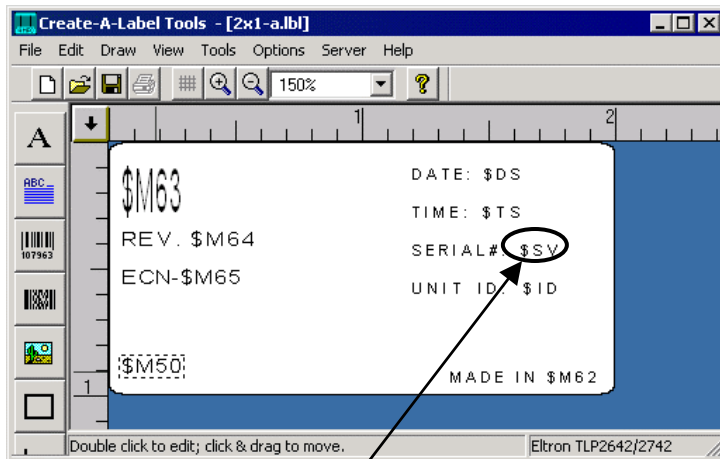 Create-A-Label Tools - [2x1-a.lbl]
File Edit Draw View Tools Options Server Help
150%
1 2
A
ABC
107963
$M63
REV. $M64
ECN-$M65
$M50
DATE: $DS
TIME: $TS
SERIAL#: $SV
UNIT ID: $ID
MADE IN $M62
1
Double click to edit; click & drag to move.
Eltron TLP2642/2742